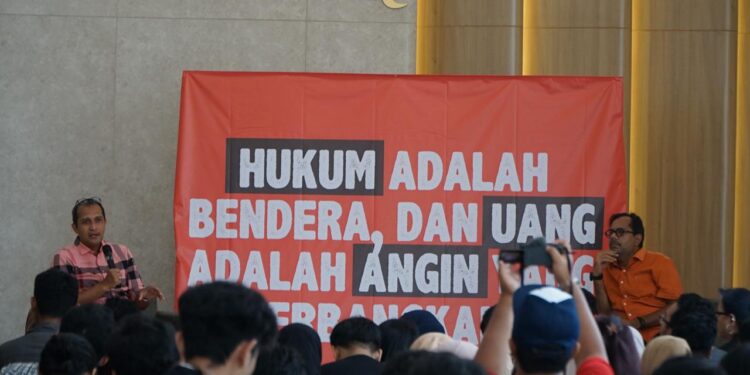 HUKUM ADALAH
BENDERA, DAN UANG
ADALAH ANGIN